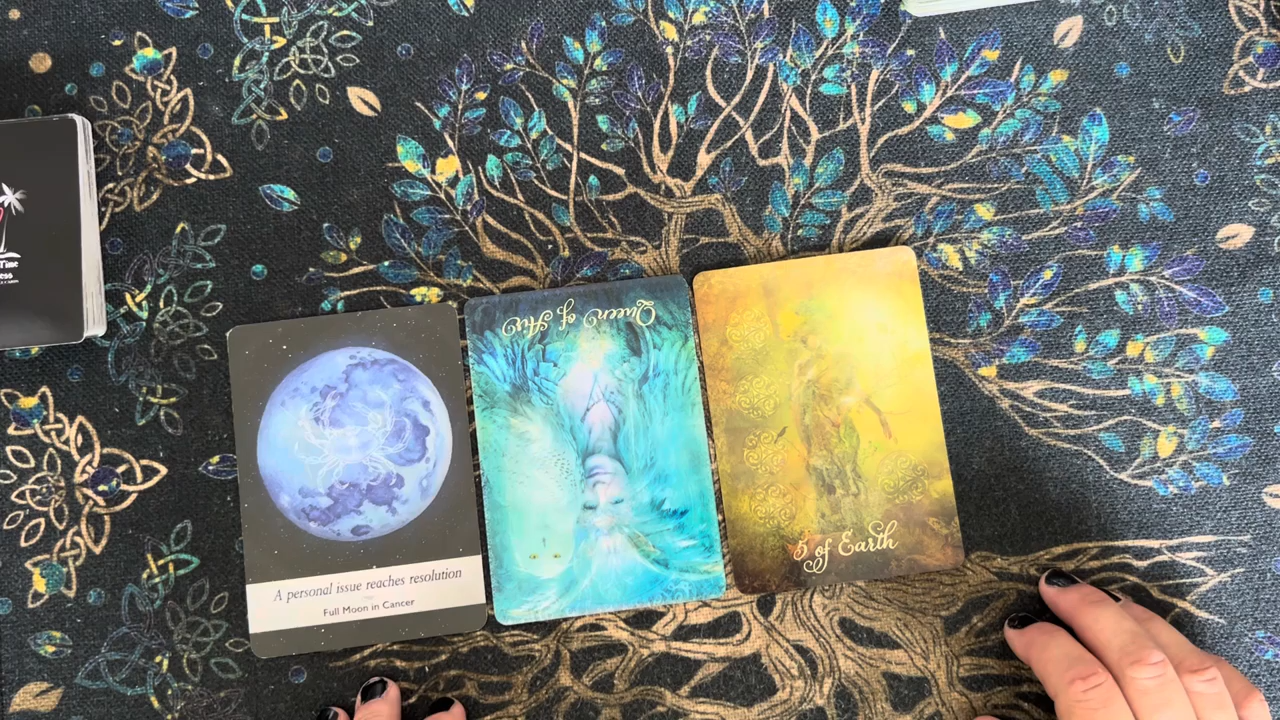 A personal issue reaches resolution
Full Moon in Cancer
Queen of Air
5 of Earth